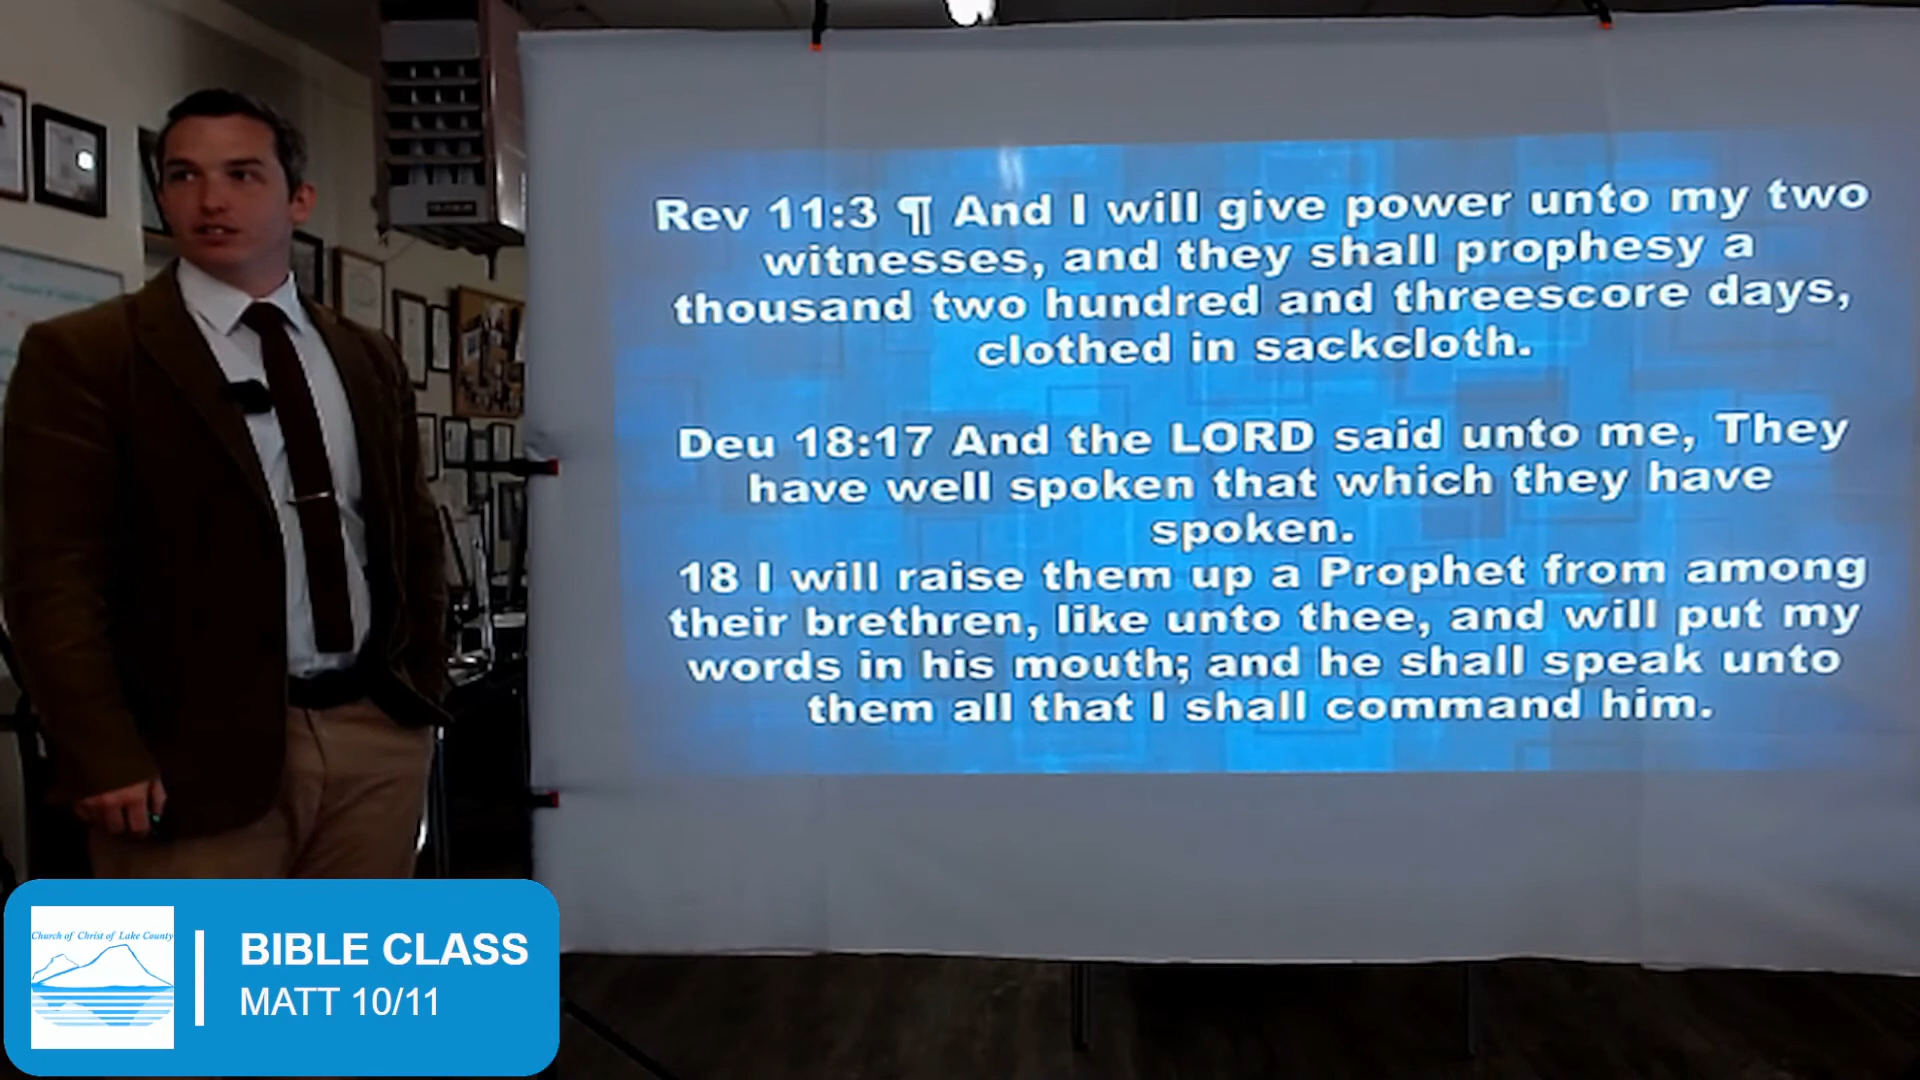 Rev 11:3 ¶ And I will give power unto my two
witnesses, and they shall prophesy a
thousand two hundred and threescore days,
clothed in sackcloth.
Deu 18:17 And the LORD said unto me, They
have well spoken that which they have
spoken.
18 I will raise them up a Prophet from among
their brethren, like unto thee, and will put my
words in his mouth; and he shall speak unto
them all that I shall command him.
Church of Christ of Lake County
BIBLE CLASS
MATT 10/11